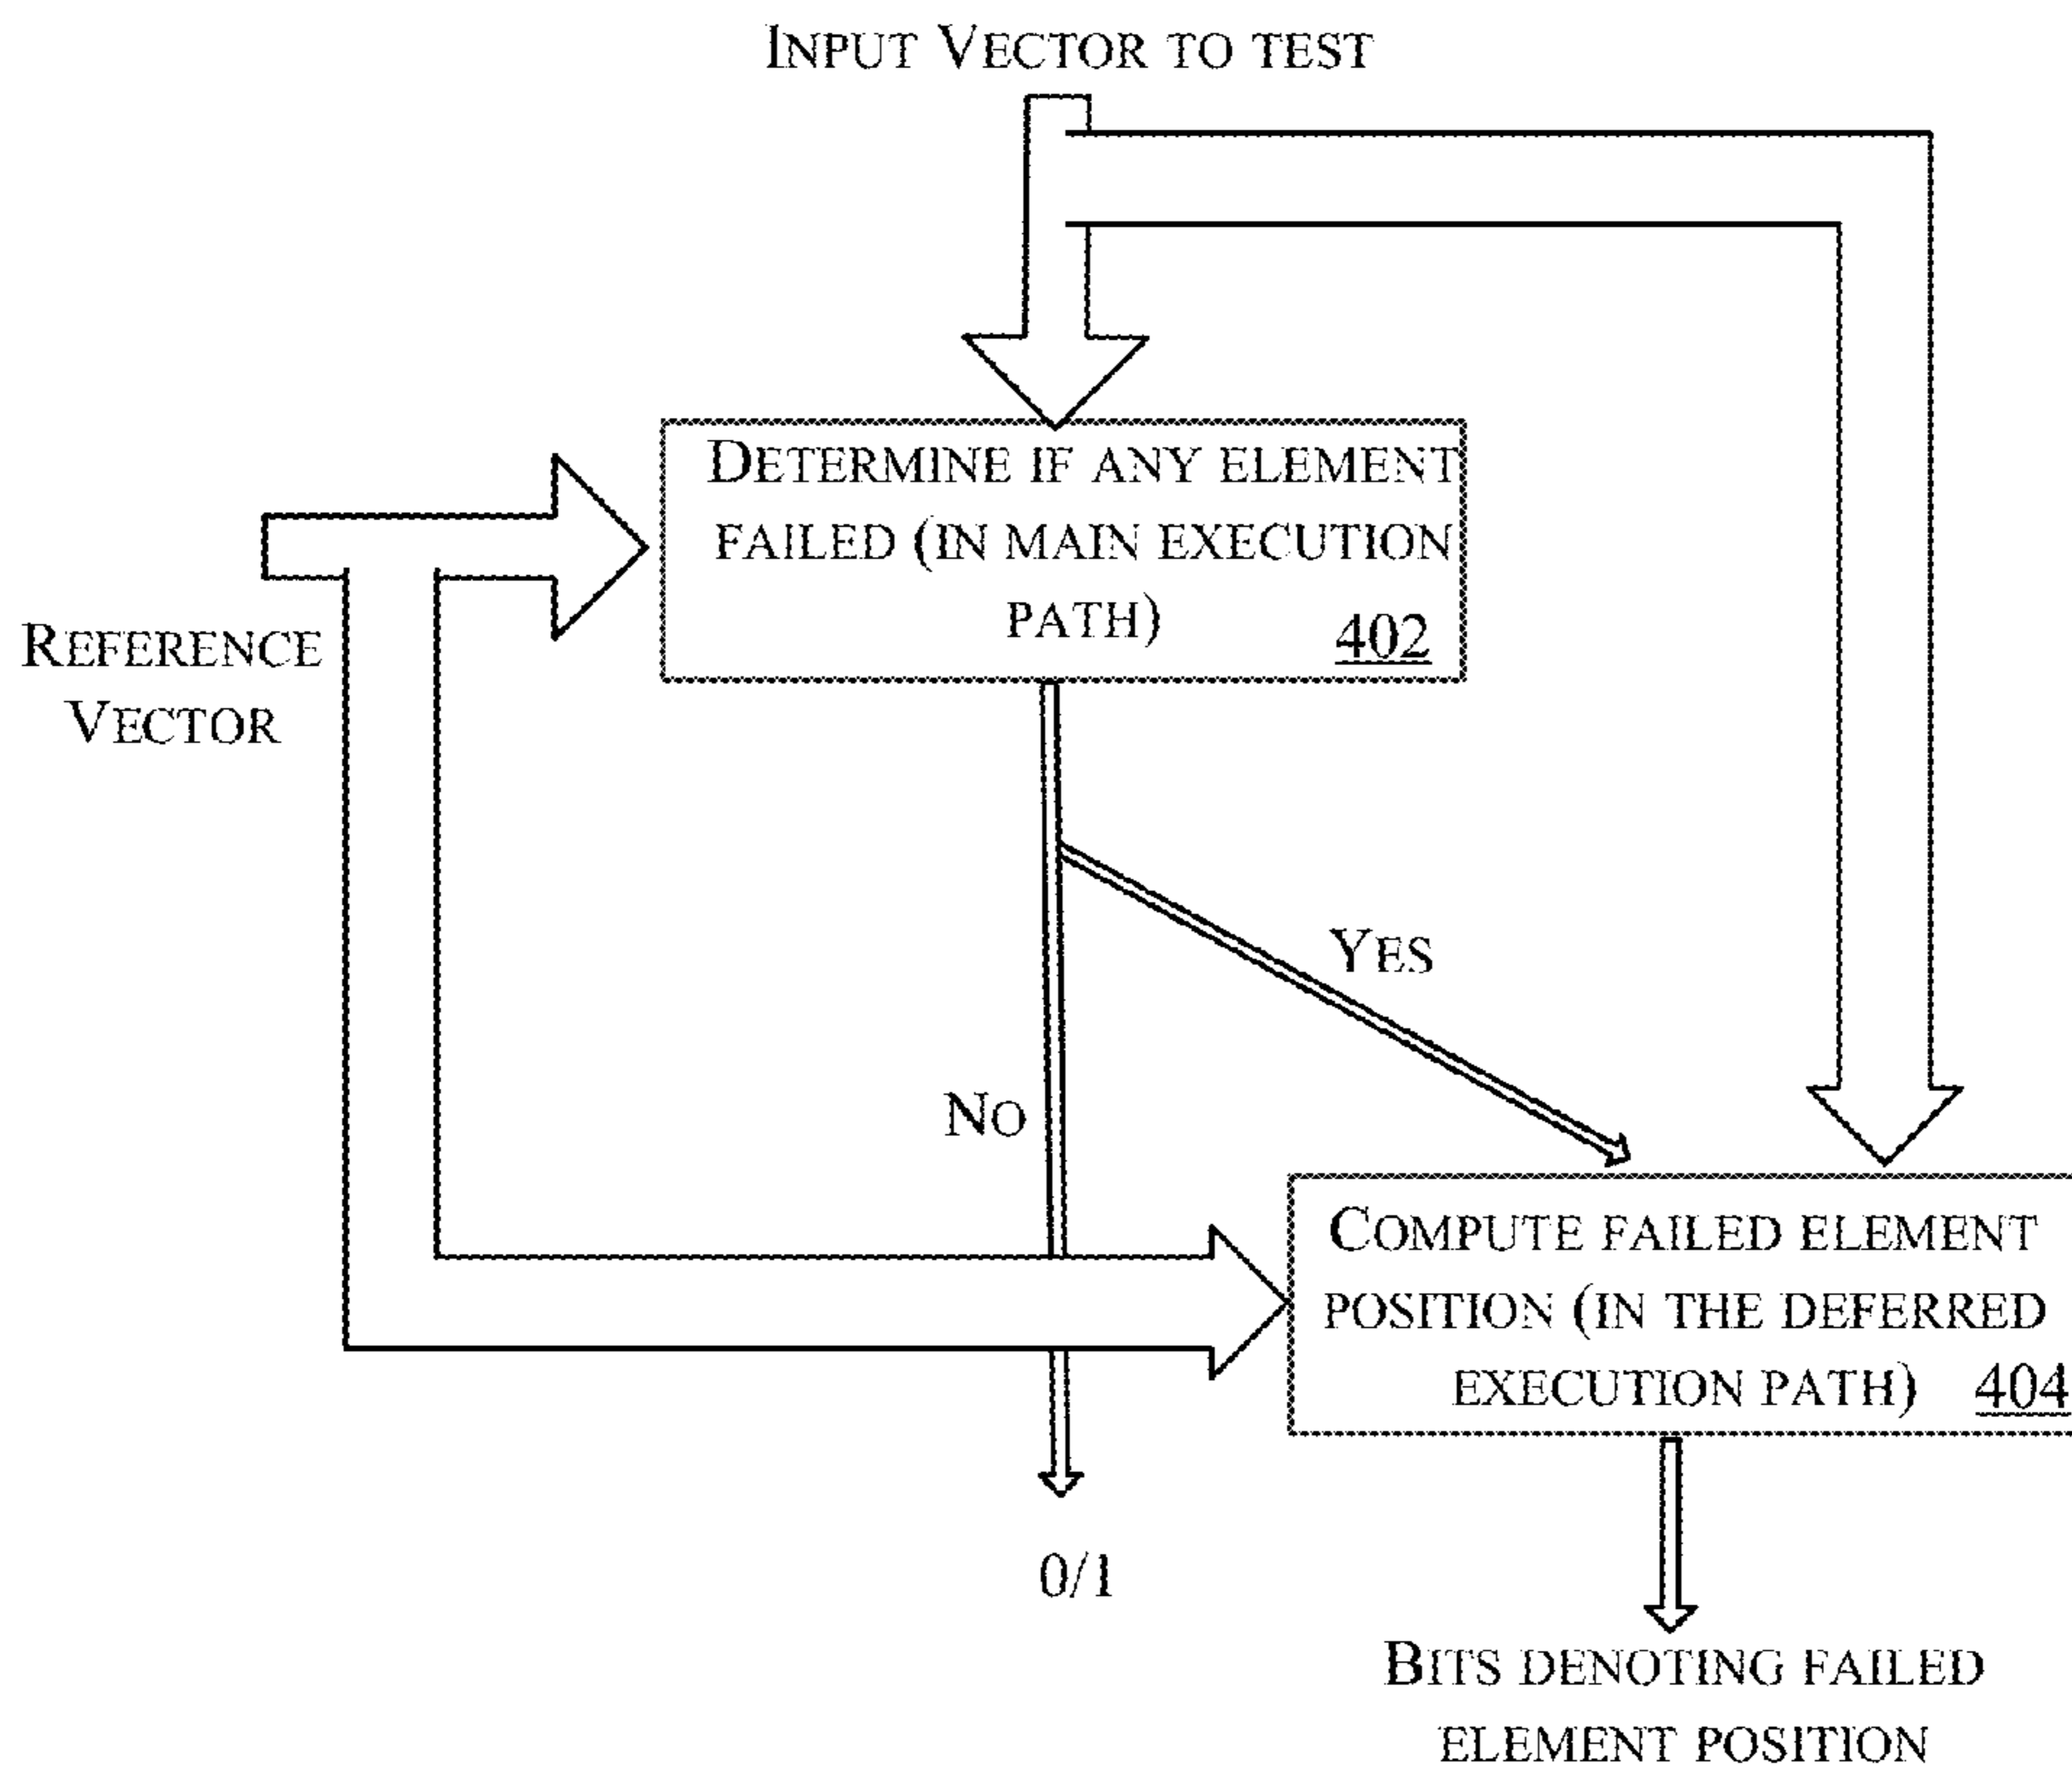 INPUT VECTOR TO TEST
DETERMINE IF ANY ELEMENT
FAILED (IN MAIN EXECUTION
PATH) 402
REFERENCE
VECTOR
YES
NO
COMPUTE FAILED ELEMENT
POSITION (IN THE DEFERRED
EXECUTION PATH) 404
0/1
BITS DENOTING FAILED
ELEMENT POSITION